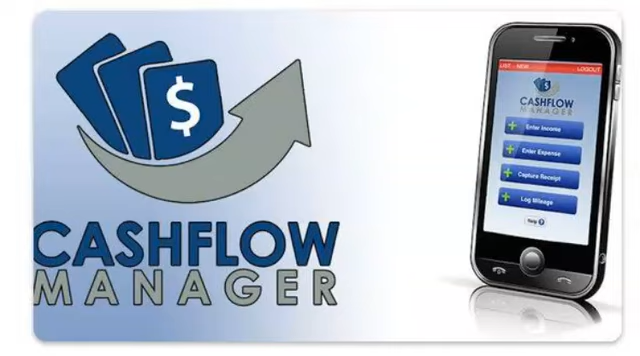 $
CASHFLOW
MANAGER
LIST - NEW LOGOUT
$
CASHFLOW
MANAGER
Enter Income
Enter Expense
Capture Receipt
Log Mileage
Help ?